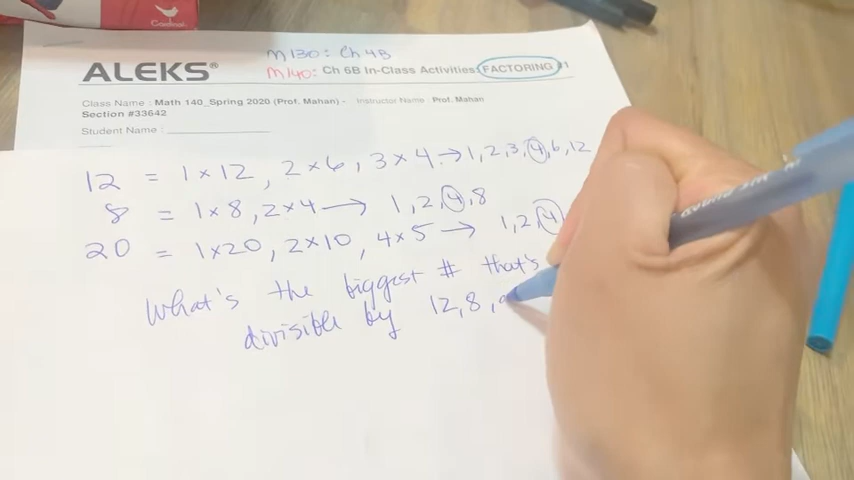 Cardinal
M130: Ch 4B
ALEKS®
M140: Ch 6B In-Class Activities FACTORING #1
Class Name : Math 140_Spring 2020 (Prof. Mahan) - Instructor Name : Prof. Mahan
Section #33642
Student Name :
12 = 1 x 12, 2 x 6, 3 x 4 → 1, 2, 3, 4, 6, 12
8 = 1 x 8, 2 x 4 → 1, 2, 4, 8
20 = 1 x 20, 2 x 10, 4 x 5 → 1, 2, 4
What's the biggest # that's
divisible by 12, 8,